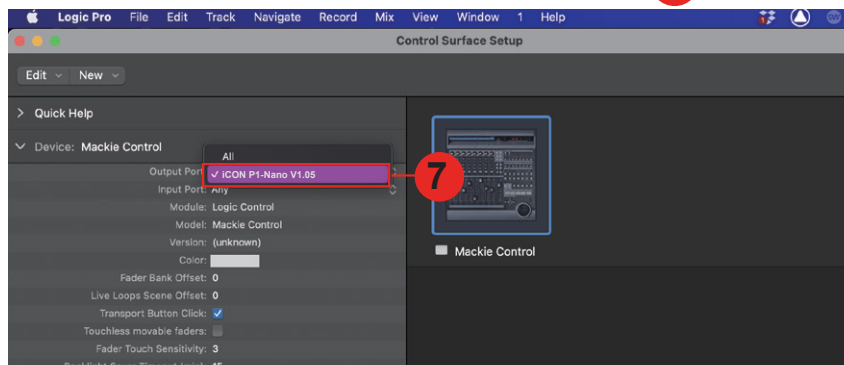 Logic Pro File Edit Track Navigate Record Mix View Window 1 Help
Control Surface Setup
Edit New
Quick Help
Device: Mackie Control
All
Output Port
✓ iCON P1-Nano V1.05
7
Input Port: Any
Module: Logic Control
Model: Mackie Control
Version: (unknown)
Color:
Fader Bank Offset: 0
Live Loops Scene Offset: 0
Transport Button Click:
Touchless movable faders:
Fader Touch Sensitivity: 3
Mackie Control